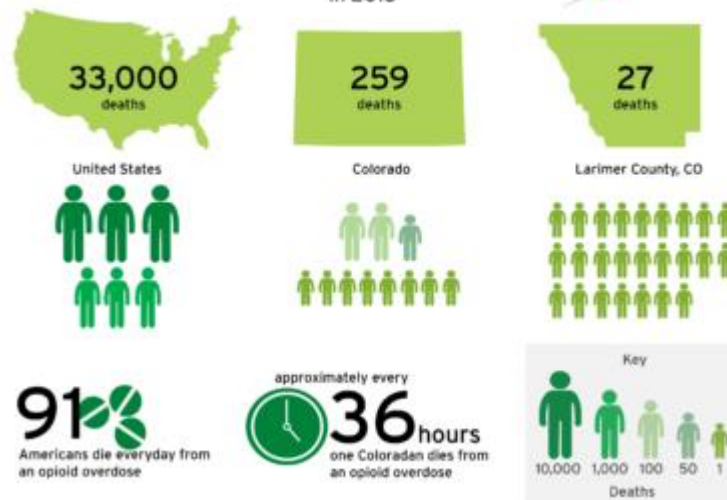 33,000
deaths
United States
259
deaths
Colorado
27
deaths
Larimer County, CO
91
Americans die everyday from
an opioid overdose
approximately every
36 hours
one Coloradan dies from
an opioid overdose
Key
10,000 1,000 100 50 1
Deaths